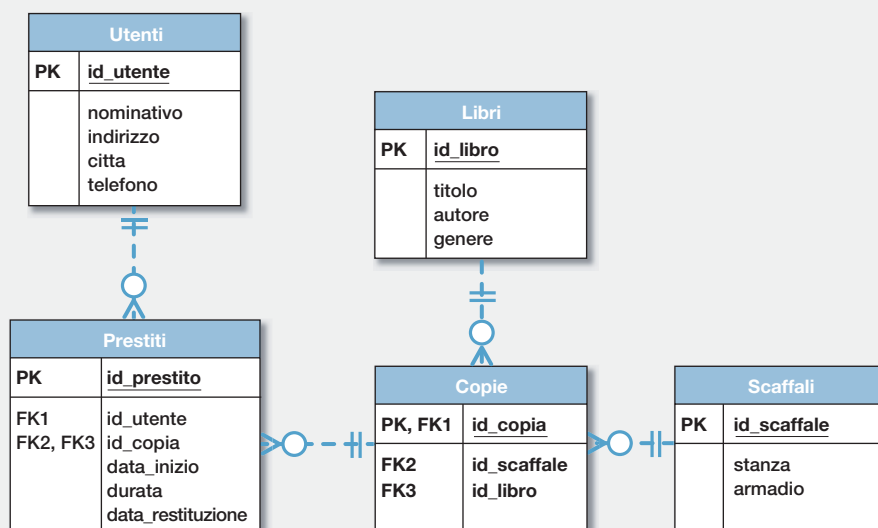 Utenti
PK id_utente
nominativo
indirizzo
citta
telefono
Libri
PK id_libro
titolo
autore
genere
Prestiti
PK id_prestito
FK1 id_utente
FK2, FK3 id_copia
data_inizio
durata
data_restituzione
Copie
PK, FK1 id_copia
FK2 id_scaffale
FK3 id_libro
Scaffali
PK id_scaffale
stanza
armadio